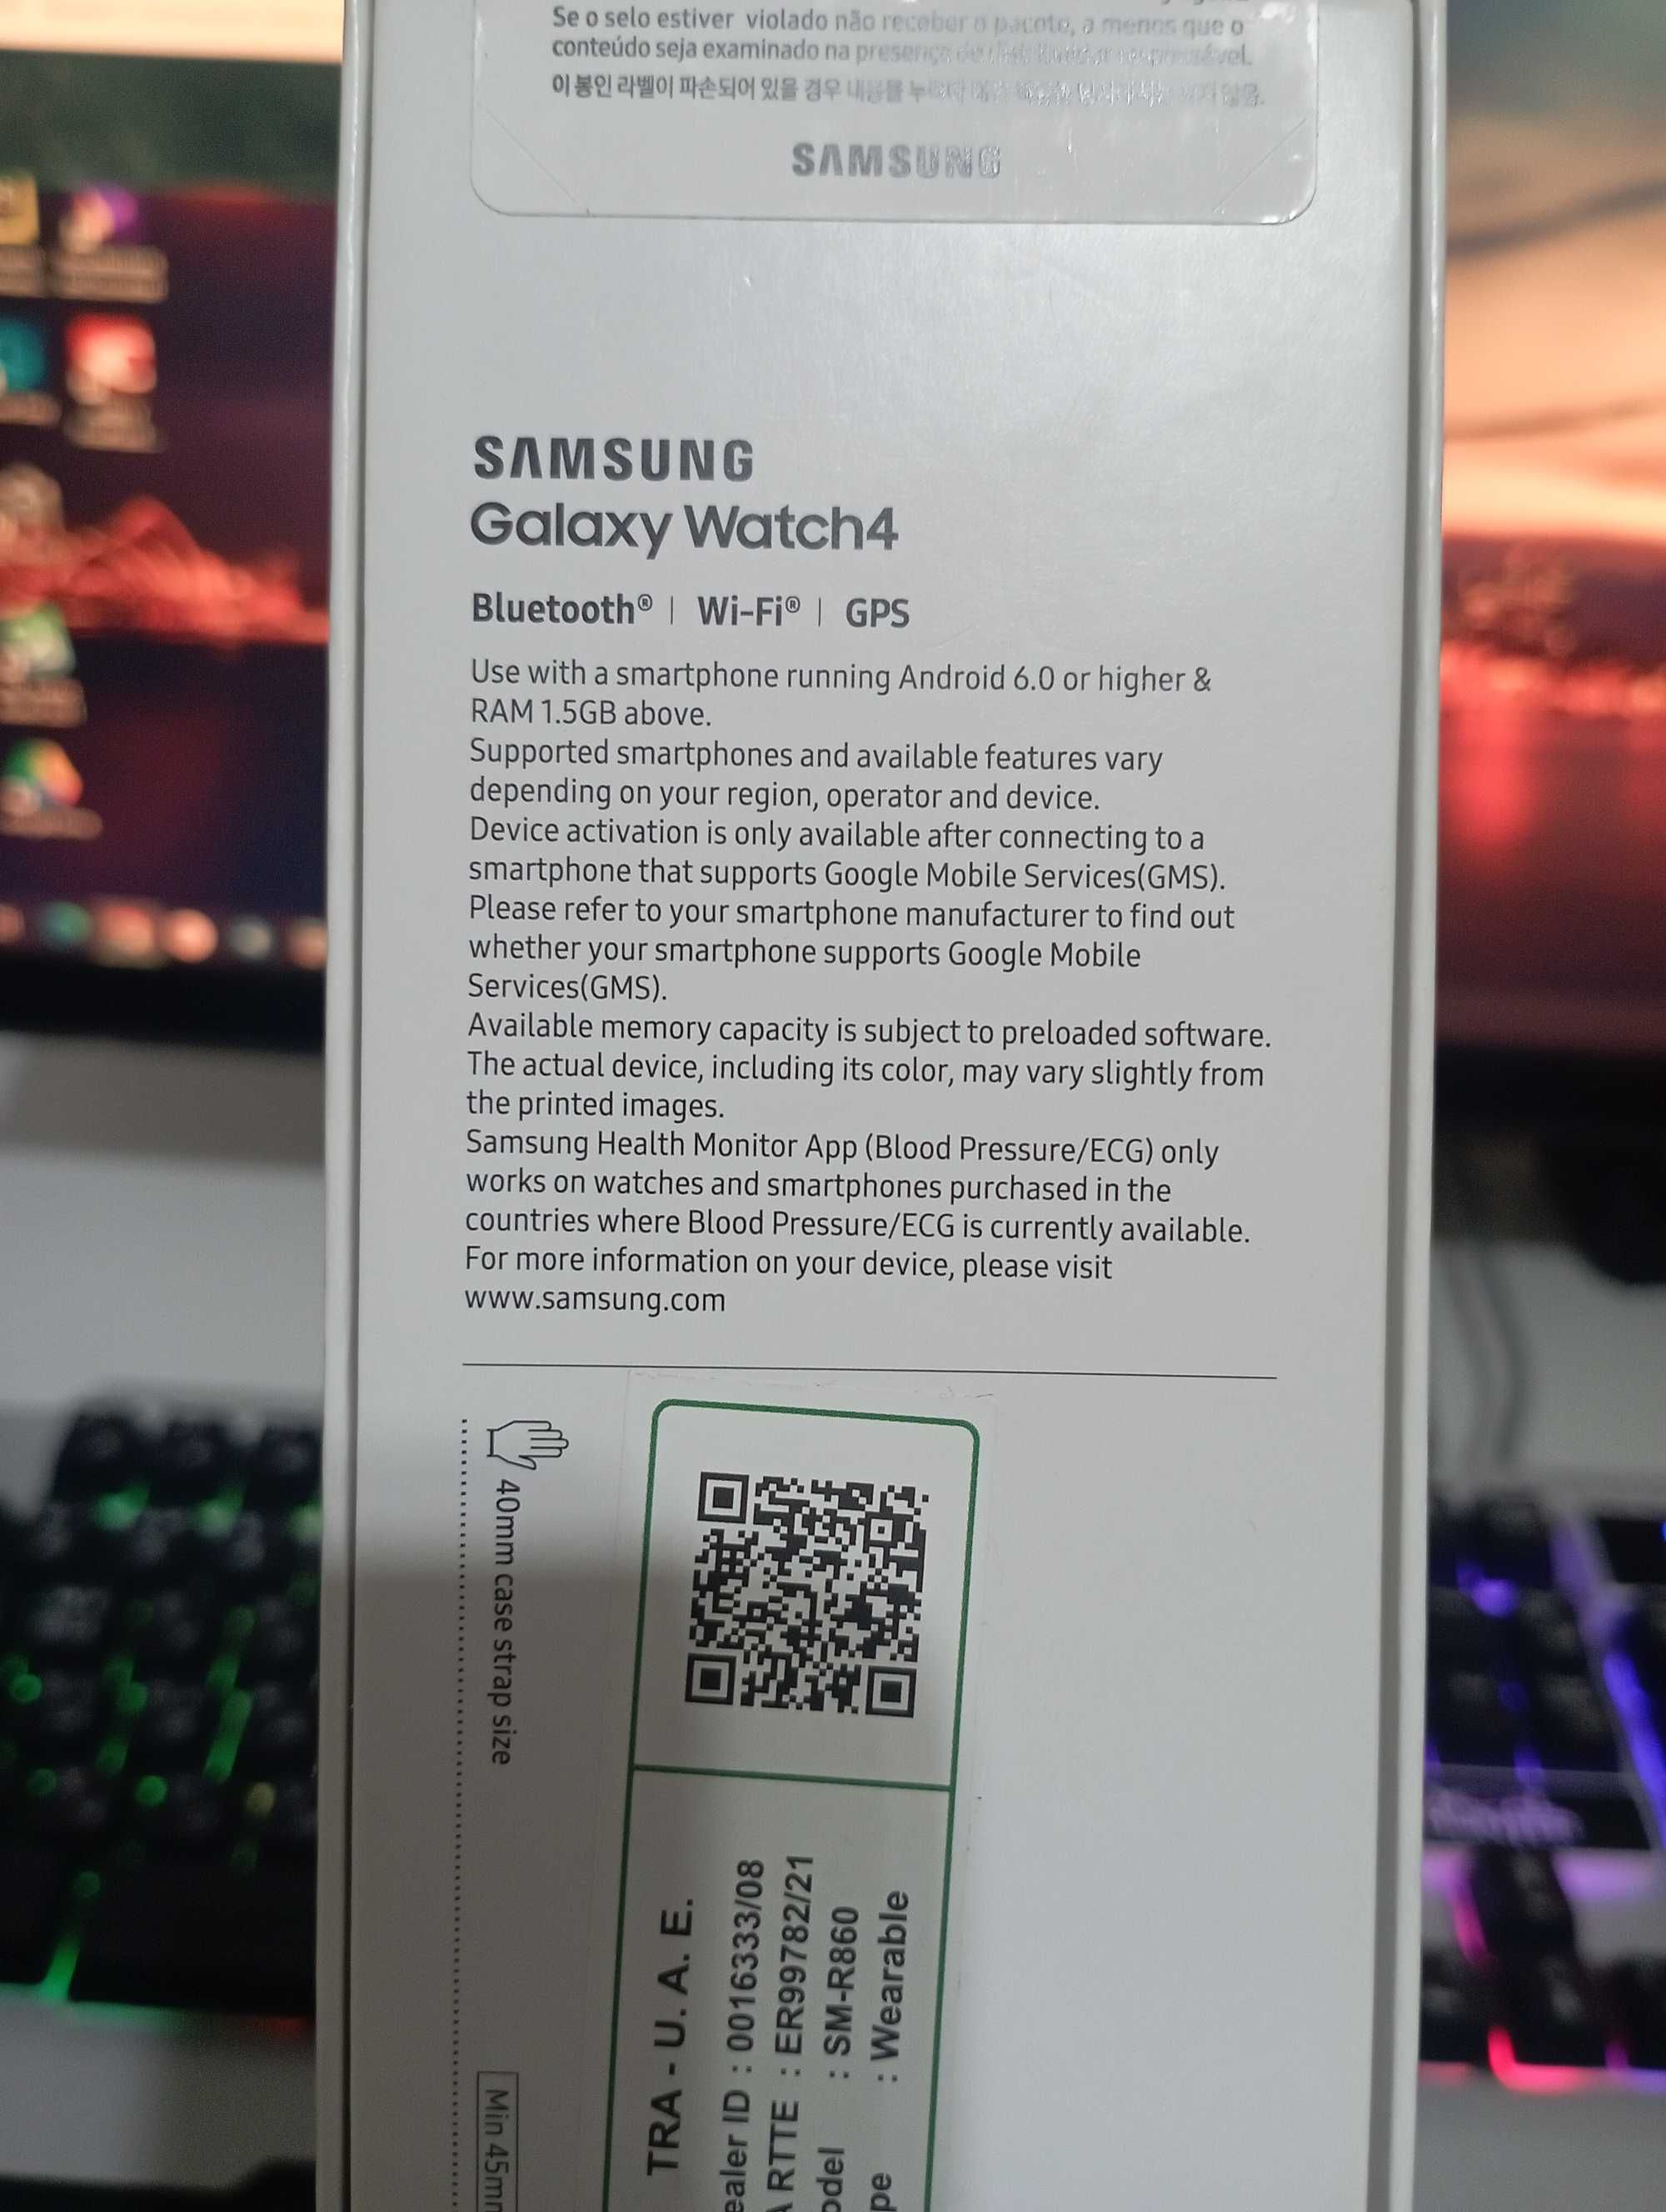 Se o selo estiver violado não receber o pacote, a menos que o
conteúdo seja examinado na presença de
이 봉인 라벨이 파손되어 있을 경우 내용물
SAMSUNG
SAMSUNG
Galaxy Watch4
Bluetooth® | Wi-Fi® | GPS
Use with a smartphone running Android 6.0 or higher &
RAM 1.5GB above.
Supported smartphones and available features vary
depending on your region, operator and device.
Device activation is only available after connecting to a
smartphone that supports Google Mobile Services(GMS).
Please refer to your smartphone manufacturer to find out
whether your smartphone supports Google Mobile
Services(GMS).
Available memory capacity is subject to preloaded software.
The actual device, including its color, may vary slightly from
the printed images.
Samsung Health Monitor App (Blood Pressure/ECG) only
works on watches and smartphones purchased in the
countries where Blood Pressure/ECG is currently available.
For more information on your device, please visit
www.samsung.com
40mm case strap size
Min 45mm
TRA - U. A. E.
ealer ID : 0016333/08
A RTTE : ER99782/21
odel : SM-R860
pe : Wearable